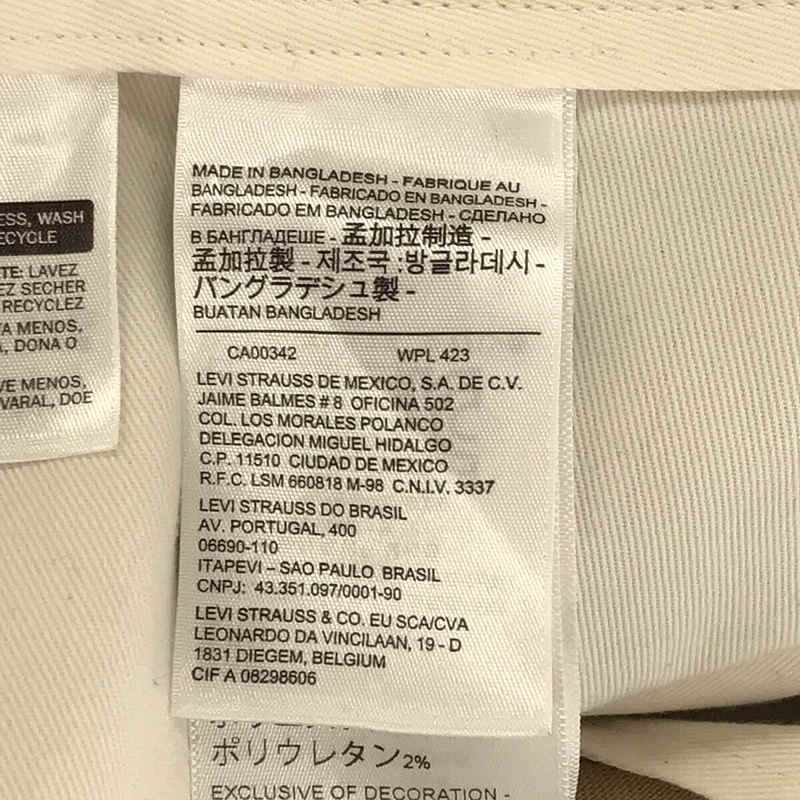 MADE IN BANGLADESH - FABRIQUE AU
BANGLADESH - FABRICADO EN BANGLADESH -
FABRICADO EM BANGLADESH - СДЕЛАНО
В БАНГЛАДЕШЕ - 孟加拉制造 -
孟加拉製 - 제조국 :방글라데시 -
バングラデシュ製 -
BUATAN BANGLADESH
CA00342 WPL 423
LEVI STRAUSS DE MEXICO, S.A. DE C.V.
JAIME BALMES # 8 OFICINA 502
COL. LOS MORALES POLANCO
DELEGACION MIGUEL HIDALGO
C.P. 11510 CIUDAD DE MEXICO
R.F.C. LSM 660818 M-98 C.N.I.V. 3337
LEVI STRAUSS DO BRASIL
AV. PORTUGAL, 400
06690-110
ITAPEVI – SAO PAULO BRASIL
CNPJ: 43.351.097/0001-90
LEVI STRAUSS & CO. EU SCA/CVA
LEONARDO DA VINCILAAN, 19 - D
1831 DIEGEM, BELGIUM
CIF A 08298606
ポリウレタン2%
EXCLUSIVE OF DECORATION -
ESS, WASH
ECYCLE
TE: LAVEZ
EZ SECHER
RECYCLEZ
A MENOS,
A, DONA O
VE MENOS,
VARAL, DOE